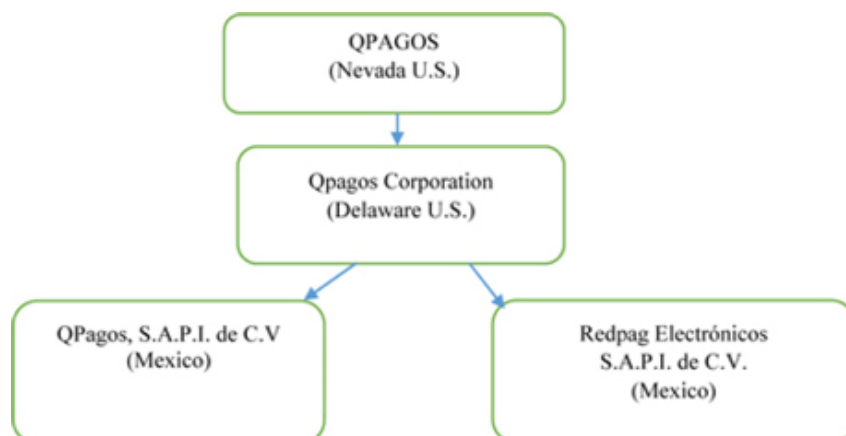 QPAGOS
(Nevada U.S.)
Qpagos Corporation
(Delaware U.S.)
QPagos, S.A.P.I. de C.V
(Mexico)
Redpag Electrónicos
S.A.P.I. de C.V.
(Mexico)